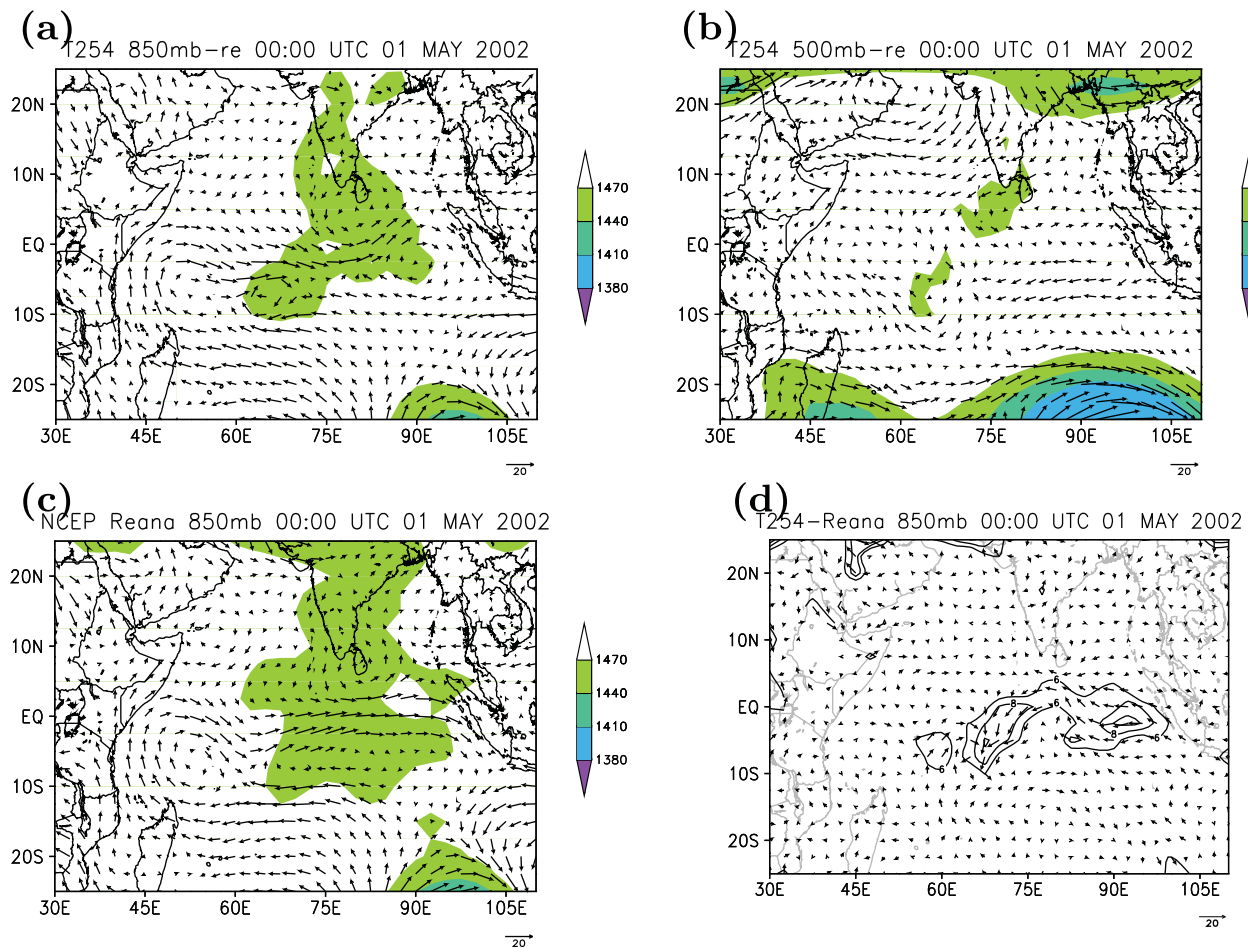 (a)
T254 850mb-re 00:00 UTC 01 MAY 2002
20N
10N
EQ
10S
20S
30E 45E 60E 75E 90E 105E
20
1470
1440
1410
1380
(b)
T254 500mb-re 00:00 UTC 01 MAY 2002
20N
10N
EQ
10S
20S
30E 45E 60E 75E 90E 105E
20
(c)
NCEP Reana 850mb 00:00 UTC 01 MAY 2002
20N
10N
EQ
10S
20S
30E 45E 60E 75E 90E 105E
20
1470
1440
1410
1380
(d)
T254-Reana 850mb 00:00 UTC 01 MAY 2002
20N
10N
EQ
10S
20S
30E 45E 60E 75E 90E 105E
20
6
8
6
6
8
6